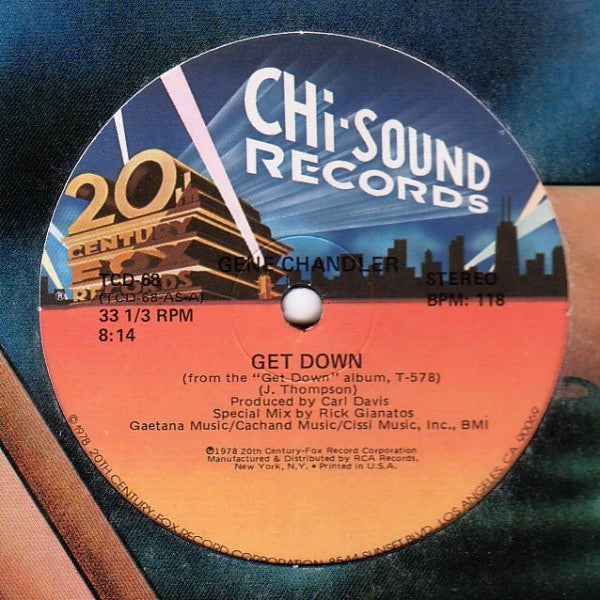 CHi-SOUND
RECORDS
20th
CENTURY
FOX
RECORDS
GENE CHANDLER
TCD-68
(TCD-68-AS-A)
33 1/3 RPM
8:14
STEREO
BPM: 118
GET DOWN
(from the "Get Down" album, T-578)
(J. Thompson)
Produced by Carl Davis
Special Mix by Rick Gianatos
Gaetana Music/Cachand Music/Cissi Music, Inc., BMI
℗1978 20th Century-Fox Record Corporation
Manufactured & Distributed by RCA Records,
New York, N.Y. • Printed in U.S.A.
©1978 20TH CENTURY-FOX RECORD CORPORATION 8544 SUNSET BLVD., LOS ANGELES, CA. 90069
®